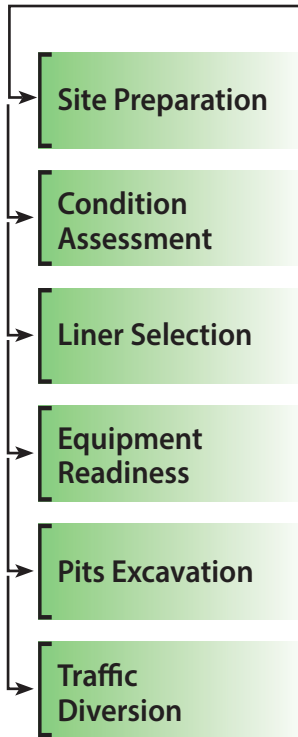 Site Preparation
Condition
Assessment
Liner Selection
Equipment
Readiness
Pits Excavation
Traffic
Diversion